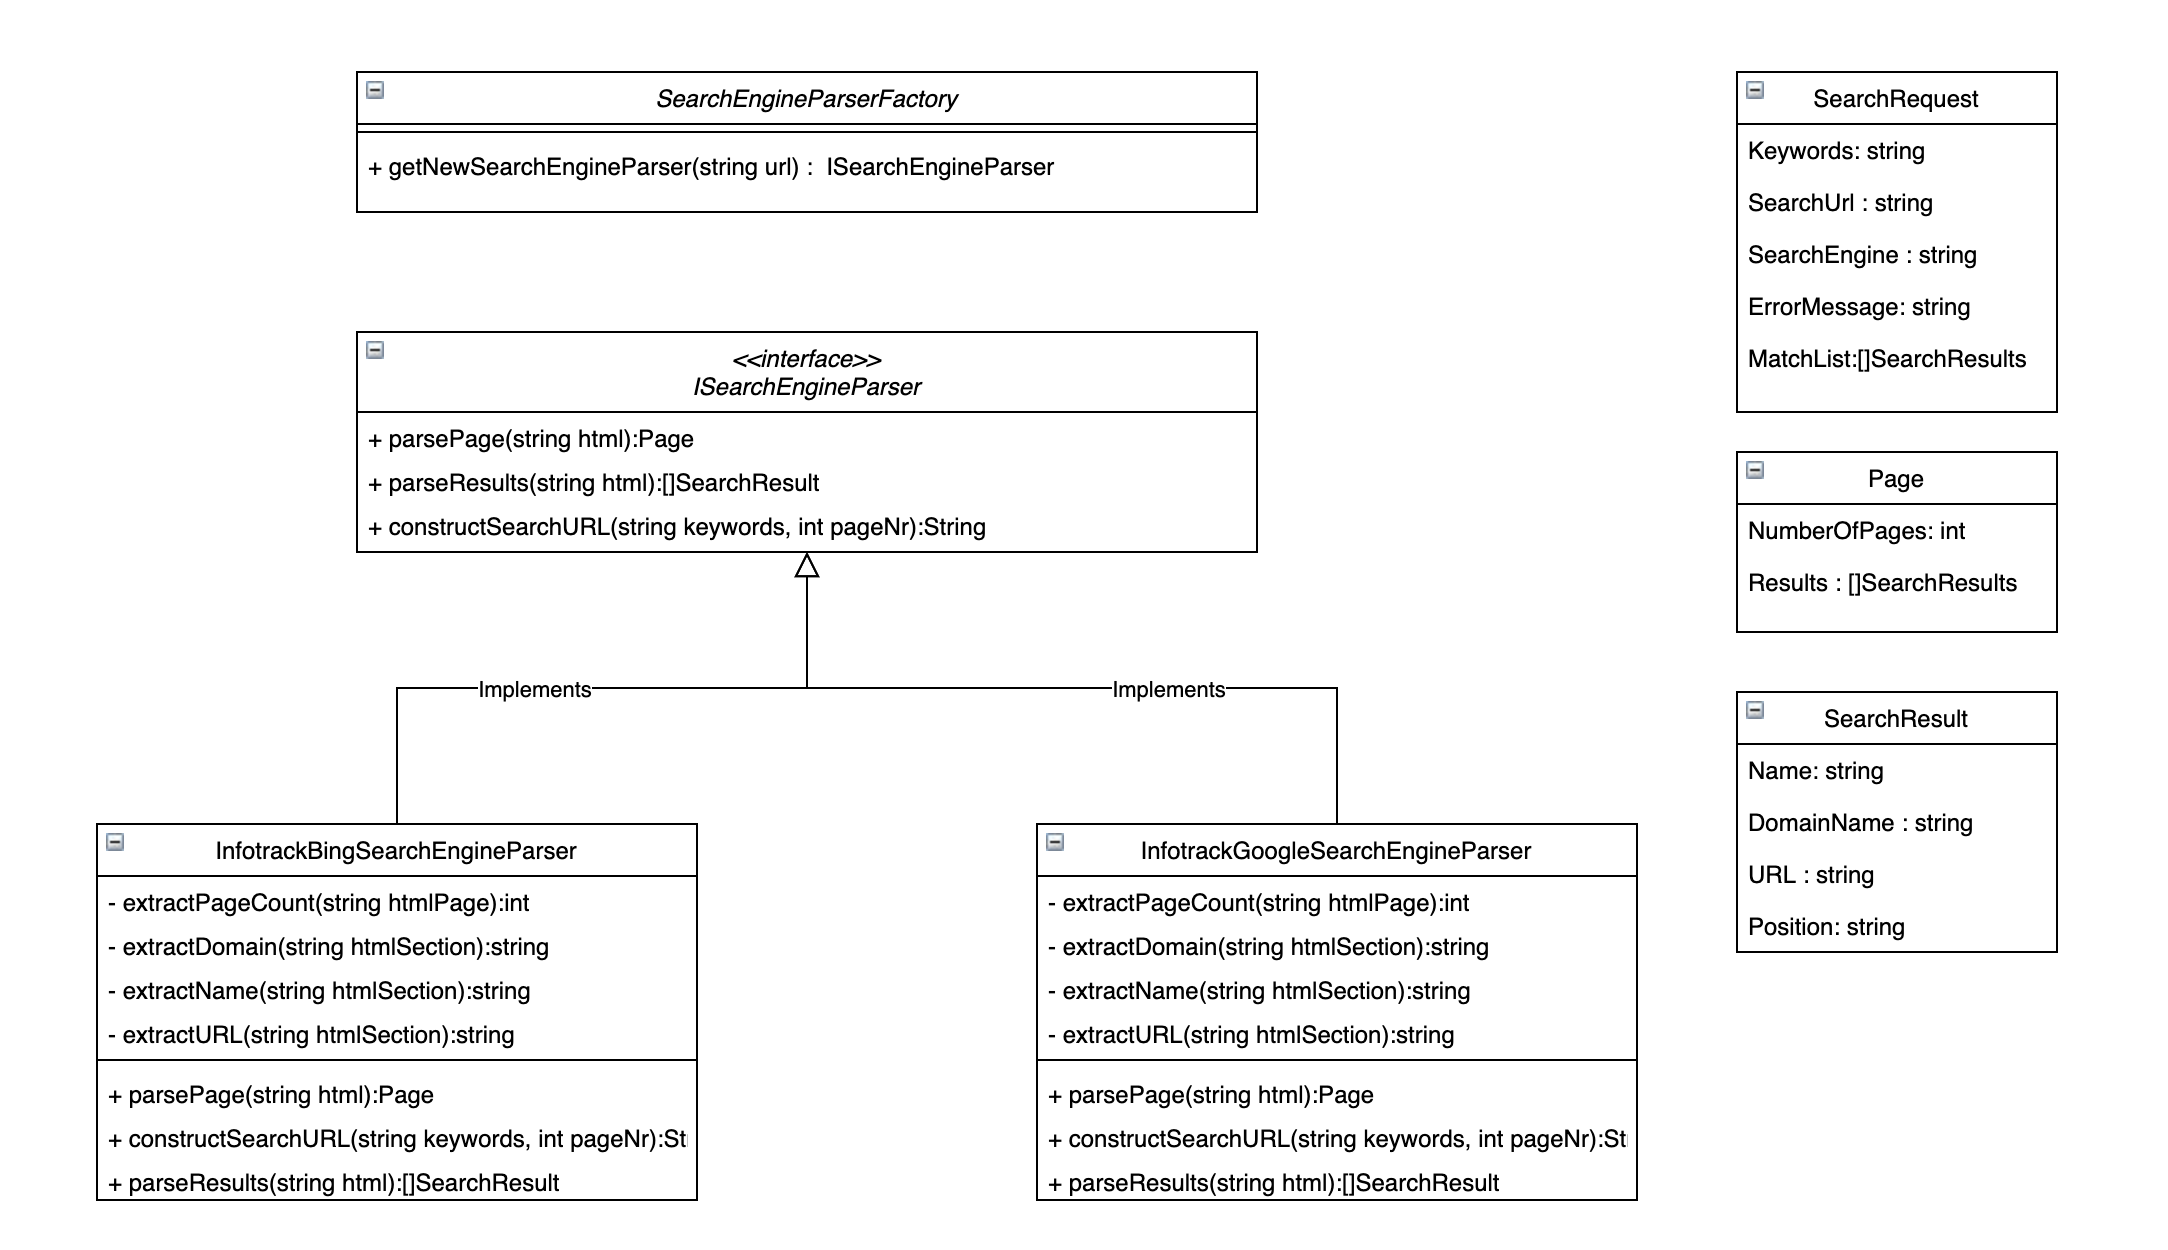 SearchEngineParserFactory
+ getNewSearchEngineParser(string url) :  ISearchEngineParser
<<interface>>
ISearchEngineParser
+ parsePage(string html):Page
+ parseResults(string html):[]SearchResult
+ constructSearchURL(string keywords, int pageNr):String
Implements
Implements
InfotrackBingSearchEngineParser
- extractPageCount(string htmlPage):int
- extractDomain(string htmlSection):string
- extractName(string htmlSection):string
- extractURL(string htmlSection):string
+ parsePage(string html):Page
+ constructSearchURL(string keywords, int pageNr):St
+ parseResults(string html):[]SearchResult
InfotrackGoogleSearchEngineParser
- extractPageCount(string htmlPage):int
- extractDomain(string htmlSection):string
- extractName(string htmlSection):string
- extractURL(string htmlSection):string
+ parsePage(string html):Page
+ constructSearchURL(string keywords, int pageNr):St
+ parseResults(string html):[]SearchResult
SearchRequest
Keywords: string
SearchUrl : string
SearchEngine : string
ErrorMessage: string
MatchList:[]SearchResults
Page
NumberOfPages: int
Results : []SearchResults
SearchResult
Name: string
DomainName : string
URL : string
Position: string